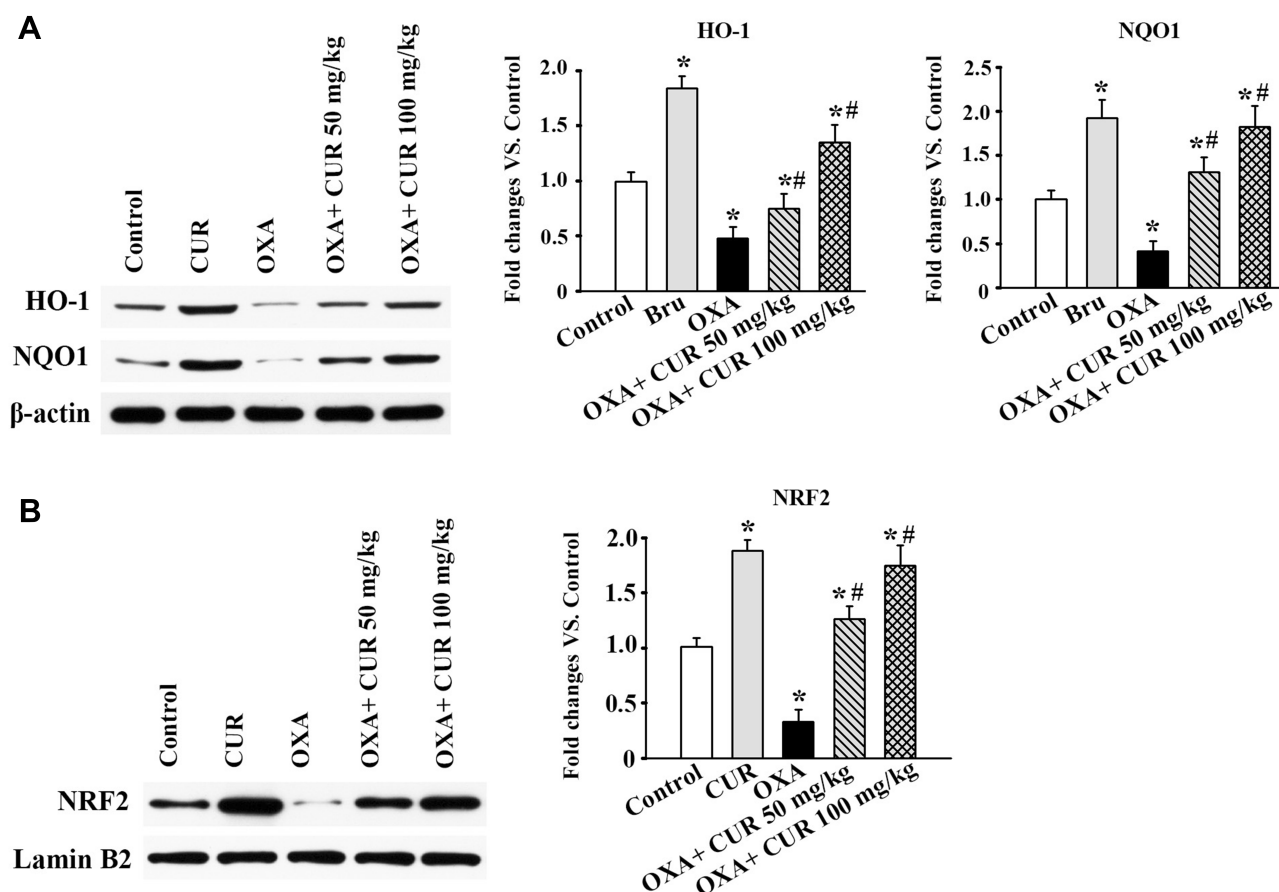 A
Control
CUR
OXA
OXA+ CUR 50 mg/kg
OXA+ CUR 100 mg/kg
HO-1
NQO1
β-actin
HO-1
Fold changes VS. Control
2.0
1.5
1.0
0.5
0
*
*
*#
*#
Control
Bru
OXA
OXA+ CUR 50 mg/kg
OXA+ CUR 100 mg/kg
NQO1
Fold changes VS. Control
2.5
2.0
1.5
1.0
0.5
0
*
*
*#
*#
Control
Bru
OXA
OXA+ CUR 50 mg/kg
OXA+ CUR 100 mg/kg
B
Control
CUR
OXA
OXA+ CUR 50 mg/kg
OXA+ CUR 100 mg/kg
NRF2
Lamin B2
NRF2
Fold changes VS. Control
2.0
1.5
1.0
0.5
0
*
*
*#
*#
Control
CUR
OXA
OXA+ CUR 50 mg/kg
OXA+ CUR 100 mg/kg